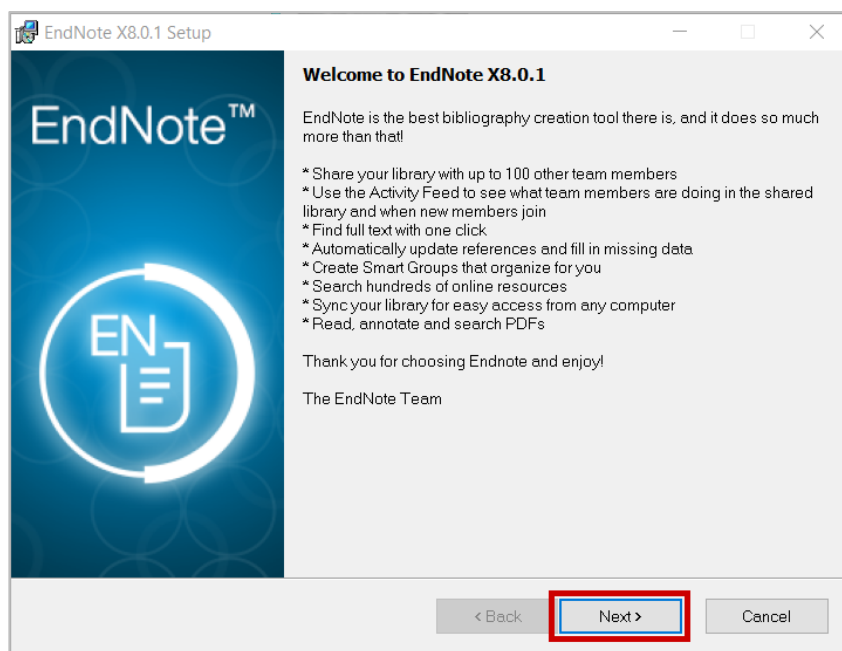 EndNote X8.0.1 Setup
EndNote™
Welcome to EndNote X8.0.1
EndNote is the best bibliography creation tool there is, and it does so much
more than that!
* Share your library with up to 100 other team members
* Use the Activity Feed to see what team members are doing in the shared
library and when new members join
* Find full text with one click
* Automatically update references and fill in missing data
* Create Smart Groups that organize for you
* Search hundreds of online resources
* Sync your library for easy access from any computer
* Read, annotate and search PDFs
Thank you for choosing Endnote and enjoy!
The EndNote Team
EN
< Back
Next >
Cancel